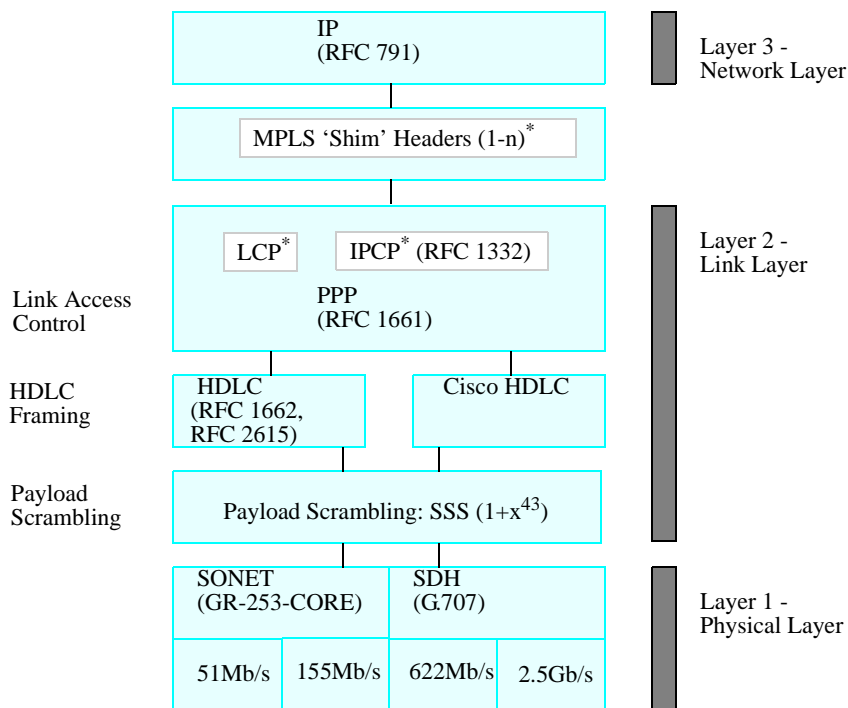 IP
(RFC 791)
Layer 3 -
Network Layer
MPLS ‘Shim’ Headers (1-n)*
LCP*
IPCP* (RFC 1332)
Layer 2 -
Link Layer
Link Access
Control
PPP
(RFC 1661)
HDLC
Framing
HDLC
(RFC 1662,
RFC 2615)
Cisco HDLC
Payload
Scrambling
Payload Scrambling: SSS (1+x^43)
SONET
(GR-253-CORE)
SDH
(G.707)
Layer 1 -
Physical Layer
51Mb/s
155Mb/s
622Mb/s
2.5Gb/s